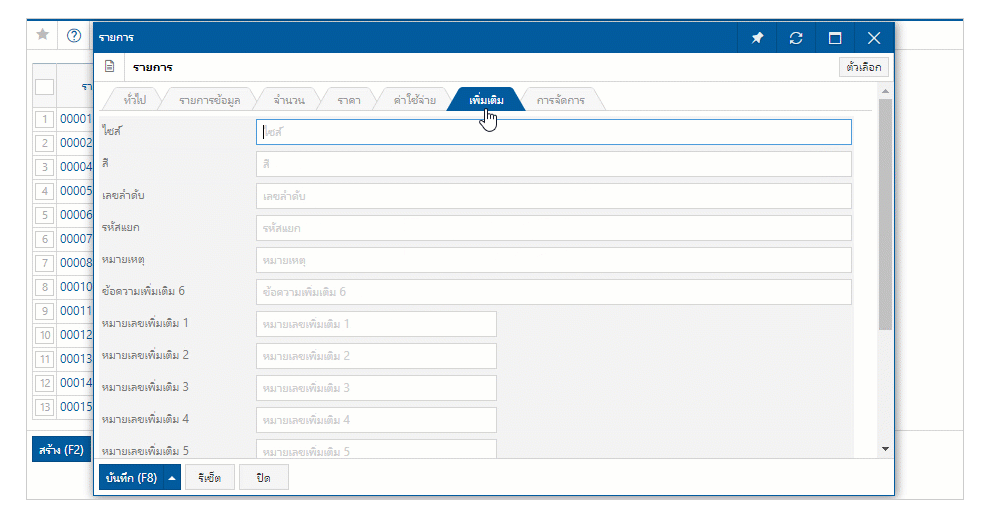 รายการ
รายการ
ตัวเลือก
ทั่วไป รายการข้อมูล จำนวน ราคา ค่าใช้จ่าย เพิ่มเติม การจัดการ
รา
1 00001
2 00002
3 00004
4 00005
5 00006
6 00007
7 00008
8 00010
9 00011
10 00012
11 00013
12 00014
13 00015
ไซส์ ไซส์
สี สี
เลขลำดับ เลขลำดับ
รหัสแยก รหัสแยก
หมายเหตุ หมายเหตุ
ข้อความเพิ่มเติม 6 ข้อความเพิ่มเติม 6
หมายเลขเพิ่มเติม 1 หมายเลขเพิ่มเติม 1
หมายเลขเพิ่มเติม 2 หมายเลขเพิ่มเติม 2
หมายเลขเพิ่มเติม 3 หมายเลขเพิ่มเติม 3
หมายเลขเพิ่มเติม 4 หมายเลขเพิ่มเติม 4
หมายเลขเพิ่มเติม 5 หมายเลขเพิ่มเติม 5
สร้าง (F2)
บันทึก (F8) รีเซ็ต ปิด